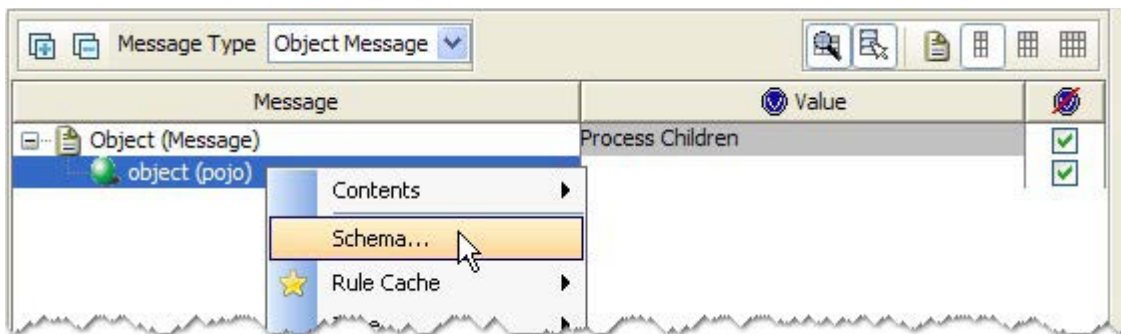 Message Type Object Message
Message Value
Object (Message) Process Children
object (pojo)
Contents
Schema...
Rule Cache